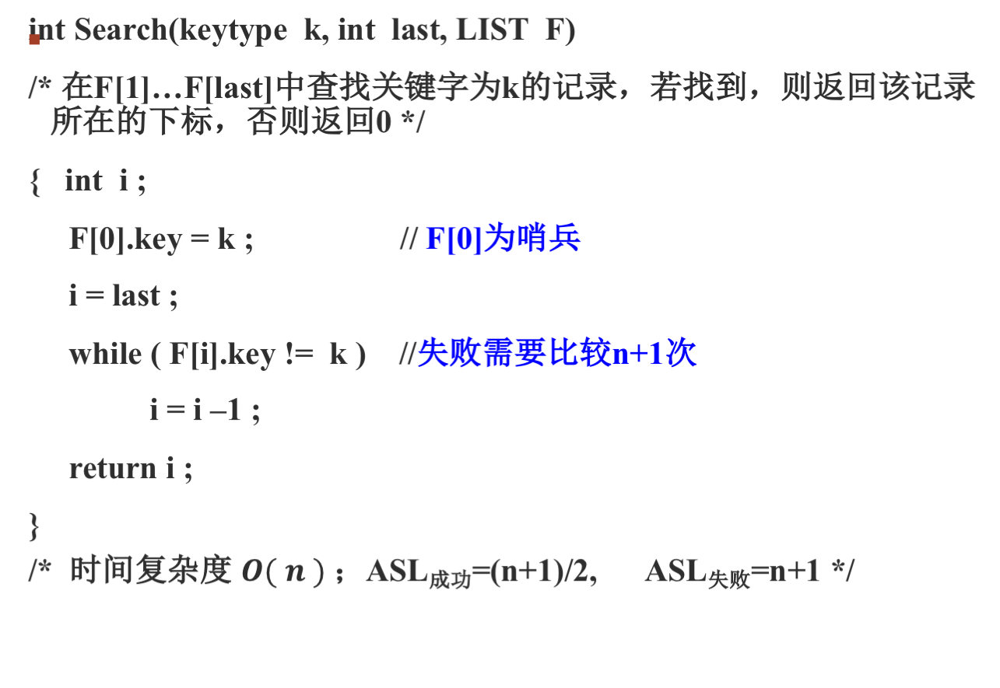 int Search(keytype k, int last, LIST F)
/* 在F[1]…F[last]中查找关键字为k的记录，若找到，则返回该记录
所在的下标，否则返回0 */
{ int i ;
F[0].key = k ; // F[0]为哨兵
i = last ;
while ( F[i].key != k ) //失败需要比较n+1次
i = i –1 ;
return i ;
}
/* 时间复杂度 O( n ) ；ASL成功=(n+1)/2, ASL失败=n+1 */